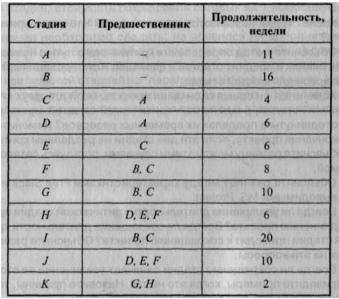 Стадия Предшественник Продолжительность, недели
A – 11
B – 16
C A 4
D A 6
E C 6
F B, C 8
G B, C 10
H D, E, F 6
I B, C 20
J D, E, F 10
K G, H 2